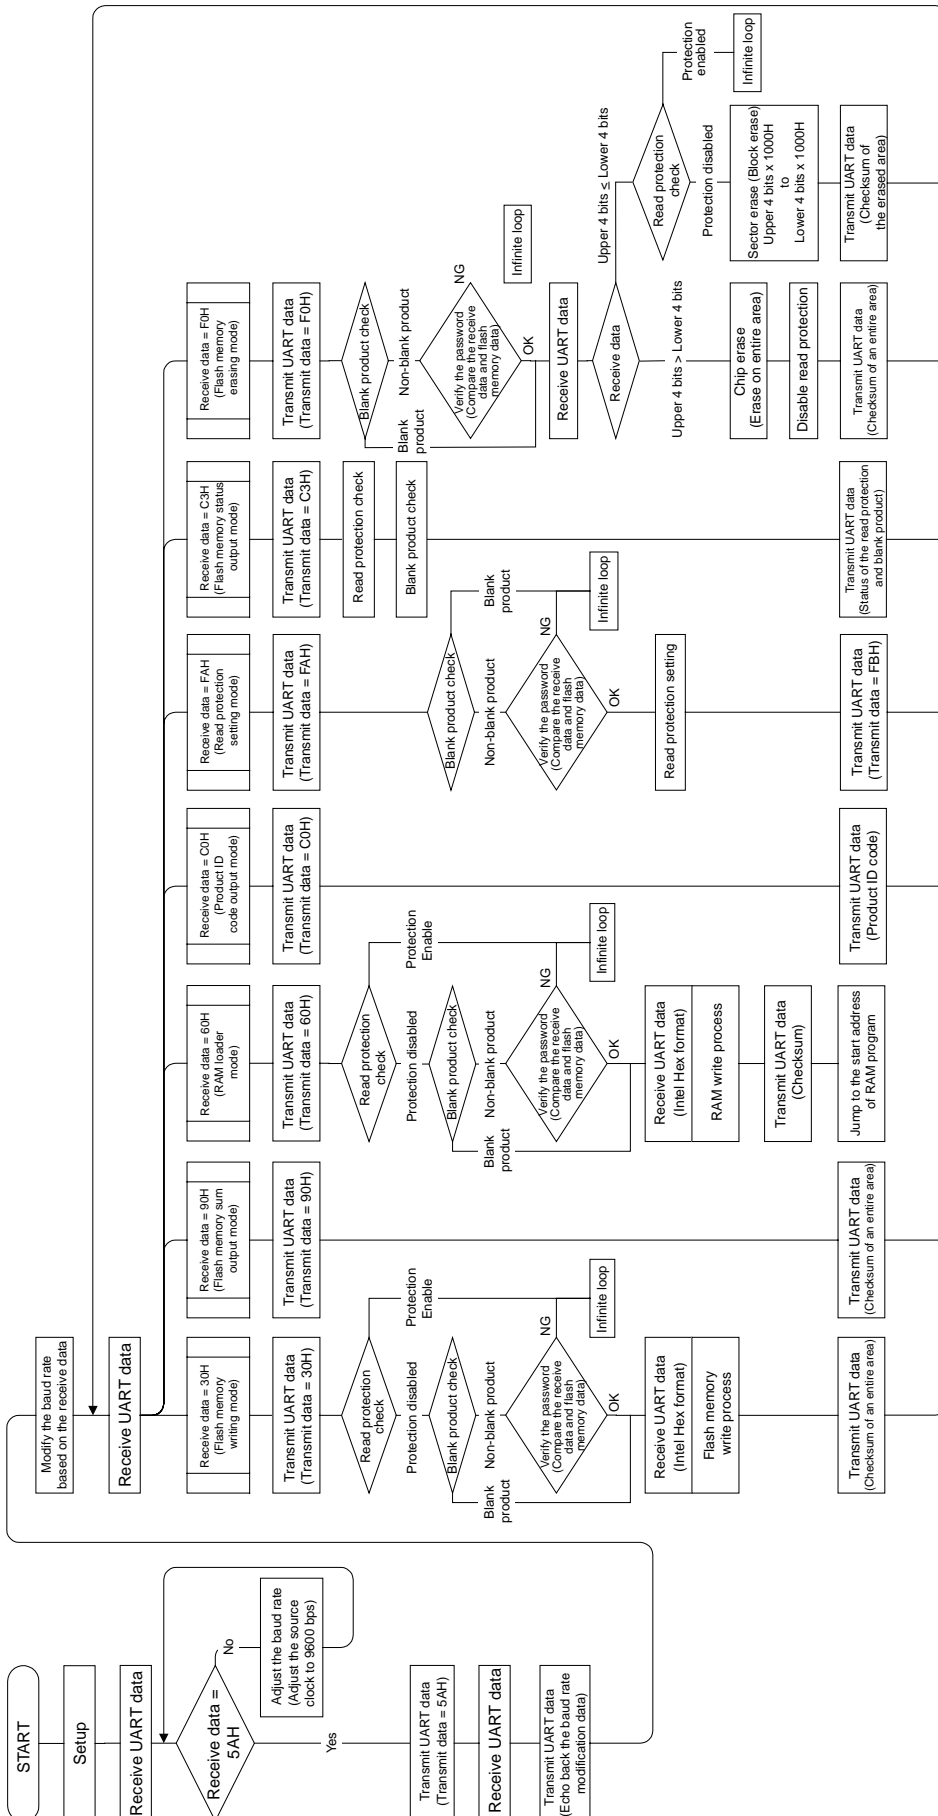 START
Setup
Receive UART data
Receive data =
5AH
No
Adjust the baud rate
(Adjust the source
clock to 9600 bps)
Yes
Transmit UART data
(Transmit data = 5AH)
Receive UART data
Transmit UART data
(Echo back the baud rate
modification data)
Modify the baud rate
based on the receive data
Receive UART data
Receive data = 30H
(Flash memory
writing mode)
Transmit UART data
(Transmit data = 30H)
Read protection
check
Protection
Enable
Protection disabled
Blank product check
Blank
product
Non-blank product
Verify the password
(Compare the receive
data and flash
memory data)
NG
Infinite loop
OK
Receive UART data
(Intel Hex format)
Flash memory
write process
Transmit UART data
(Checksum of an entire area)
Receive data = 90H
(Flash memory sum
output mode)
Transmit UART data
(Transmit data = 90H)
Transmit UART data
(Checksum of an entire area)
Receive data = 60H
(RAM loader
mode)
Transmit UART data
(Transmit data = 60H)
Read protection
check
Protection
Enable
Protection disabled
Blank product check
Blank
product
Non-blank product
Verify the password
(Compare the receive
data and flash
memory data)
NG
Infinite loop
OK
Receive UART data
(Intel Hex format)
RAM write process
Transmit UART data
(Checksum)
Jump to the start address
of RAM program
Receive data = C0H
(Product ID
code output mode)
Transmit UART data
(Transmit data = C0H)
Transmit UART data
(Product ID code)
Receive data = FAH
(Read protection
setting mode)
Transmit UART data
(Transmit data = FAH)
Blank product check
Blank
product
Non-blank product
Verify the password
(Compare the receive
data and flash
memory data)
NG
Infinite loop
OK
Read protection setting
Transmit UART data
(Transmit data = FBH)
Receive data = C3H
(Flash memory status
output mode)
Transmit UART data
(Transmit data = C3H)
Read protection check
Blank product check
Transmit UART data
(Status of the read protection
and blank product)
Receive data = F0H
(Flash memory
erasing mode)
Transmit UART data
(Transmit data = F0H)
Blank product check
Blank
product
Non-blank product
Verify the password
(Compare the receive
data and flash
memory data)
NG
Infinite loop
OK
Receive UART data
Receive data
Upper 4 bits > Lower 4 bits
Upper 4 bits ≤ Lower 4 bits
Chip erase
(Erase on entire area)
Disable read protection
Transmit UART data
(Checksum of an entire area)
Read protection
check
Protection
enabled
Infinite loop
Protection disabled
Sector erase (Block erase)
Upper 4 bits x 1000H
to
Lower 4 bits x 1000H
Transmit UART data
(Checksum of
the erased area)